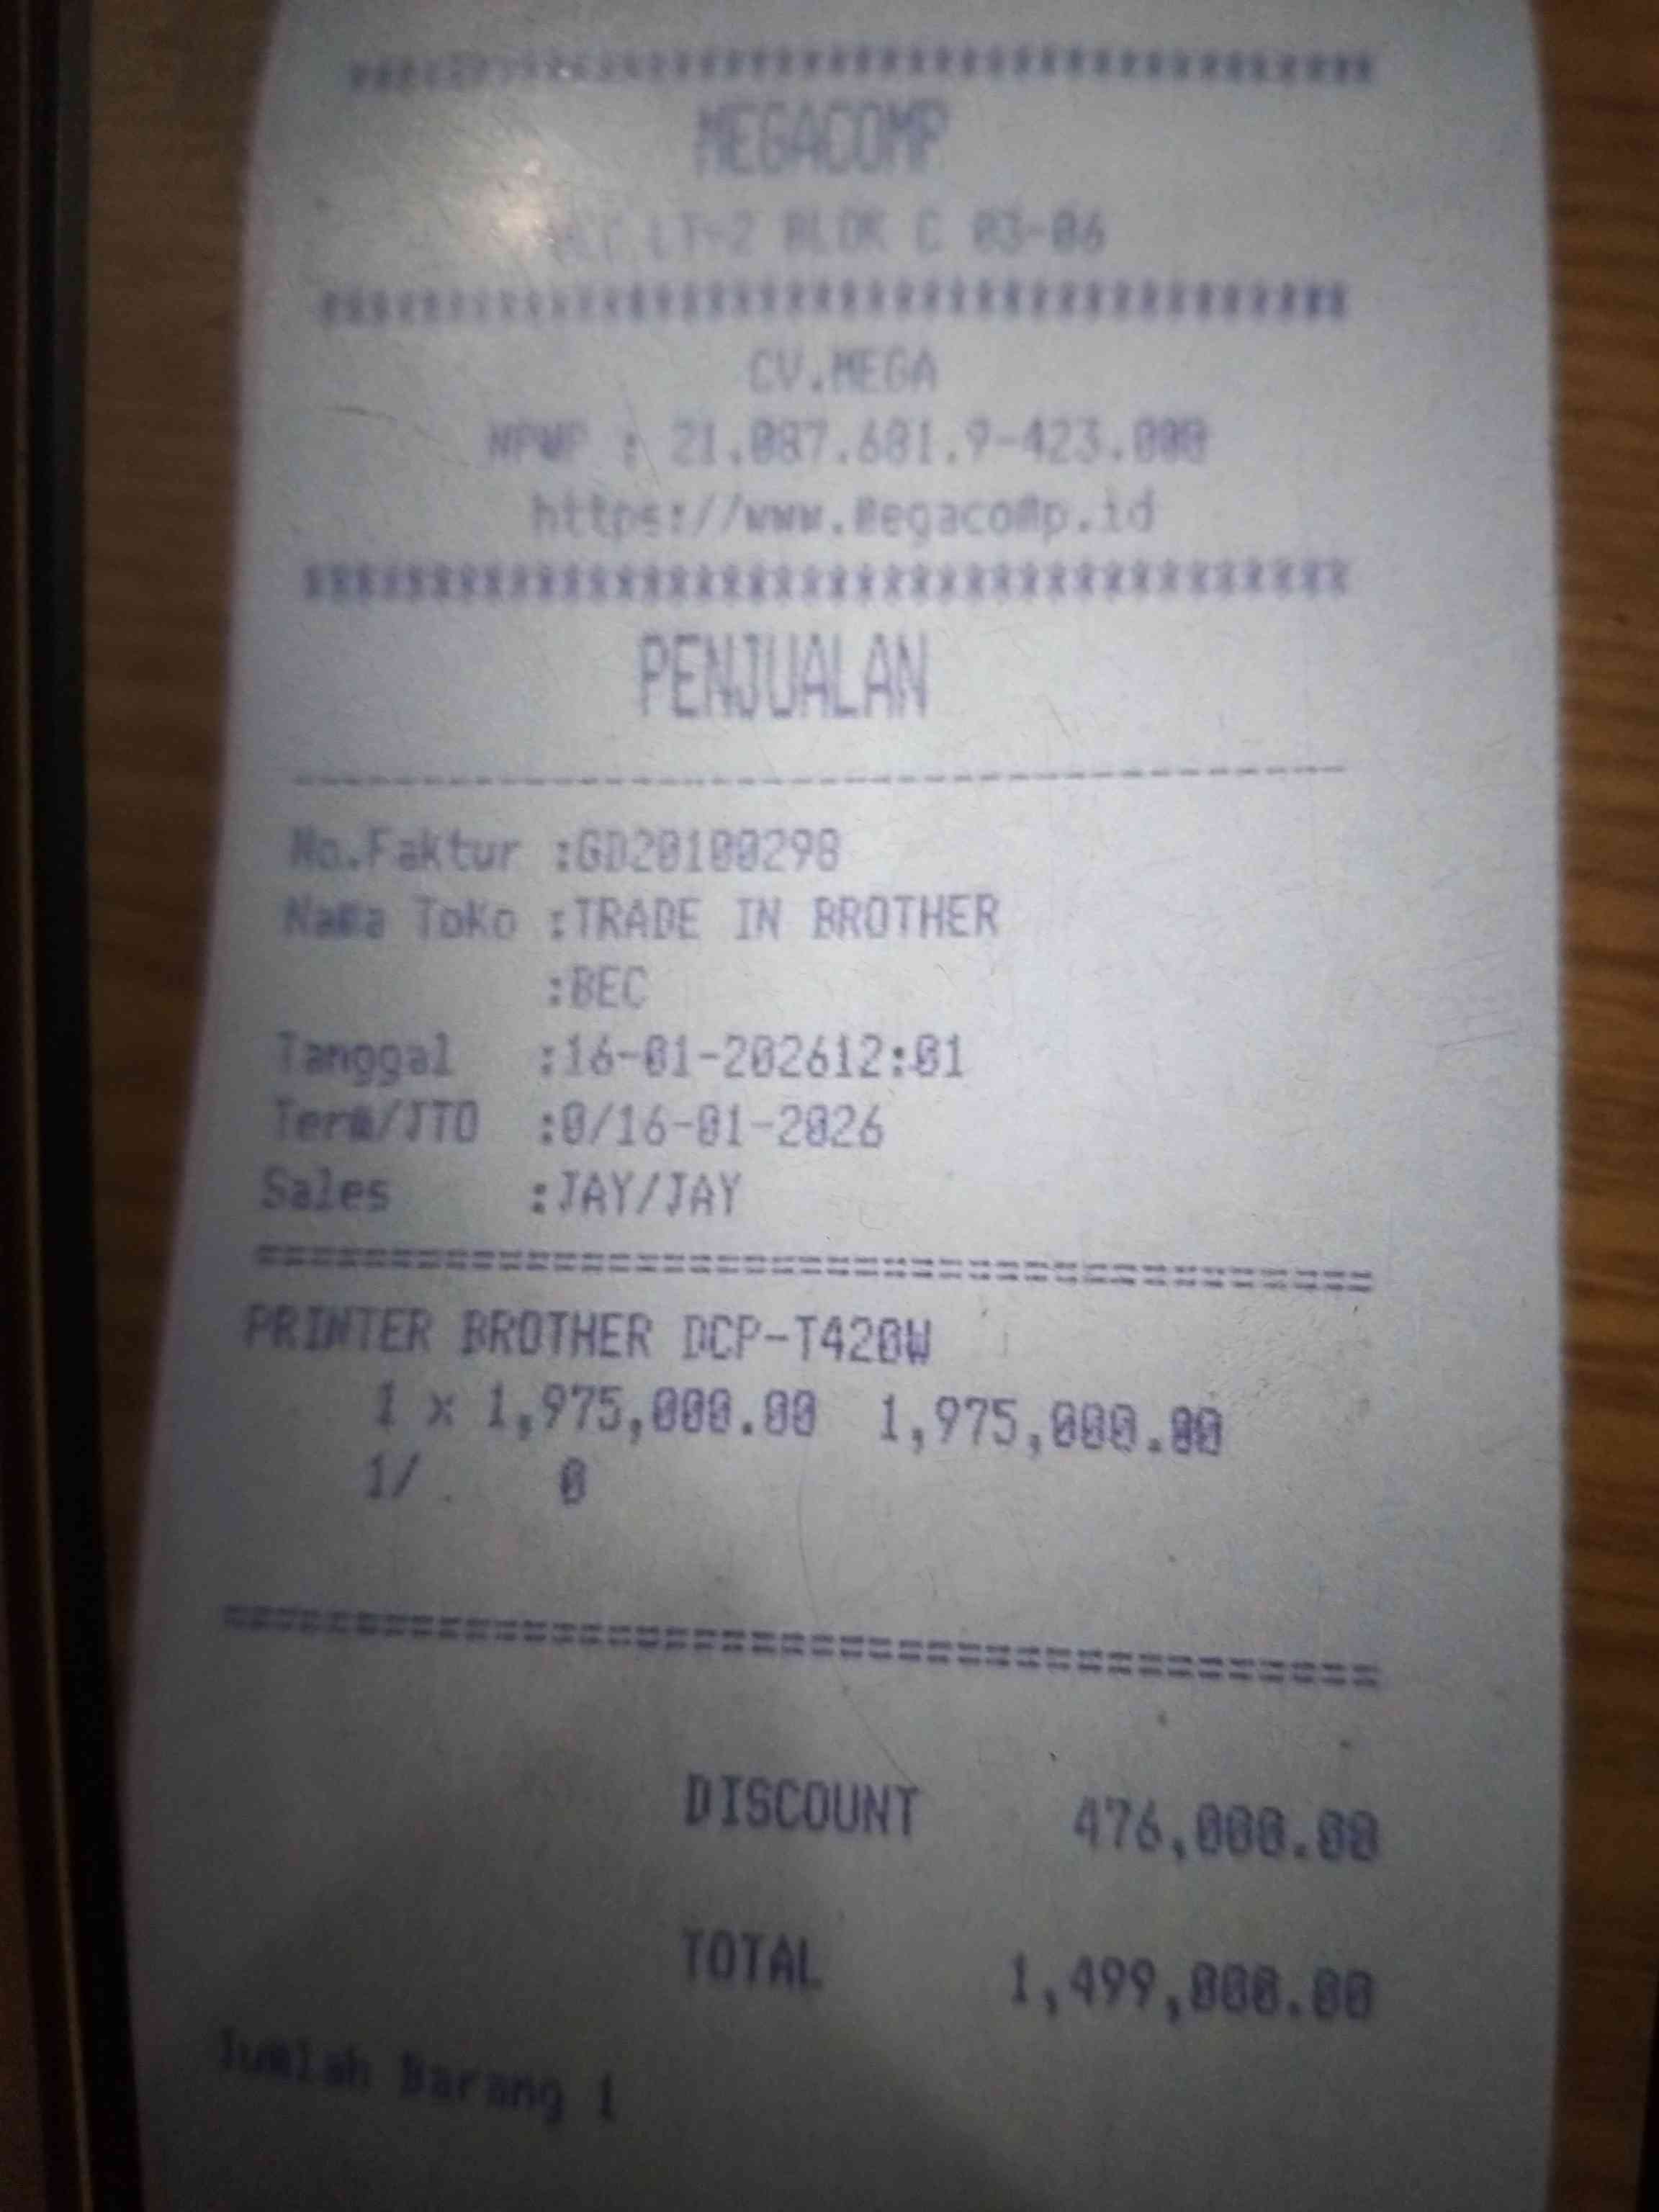 ************************************
MEGACOMP
LT-2 BLOK C 03-06
************************************
CV.MEGA
NPWP : 21.087.681.9-423.000
https://www.megacomp.id
************************************
PENJUALAN
No.Faktur :GD20100298
Nama Toko :TRADE IN BROTHER
:BEC
Tanggal :16-01-202612:01
Term/JTO :0/16-01-2026
Sales :JAY/JAY
PRINTER BROTHER DCP-T420W
1 x 1,975,000.00 1,975,000.00
1/ 0
DISCOUNT 476,000.00
TOTAL 1,499,000.00
Jumlah Barang 1